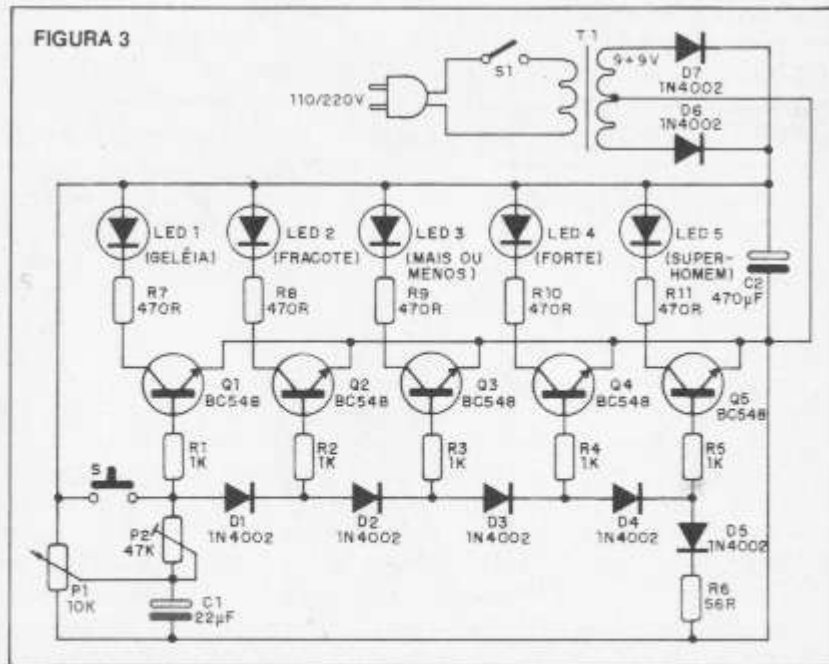 FIGURA 3
T1
S1
110/220V
9+9V
D7
1N4002
D6
1N4002
LED 1
(GELÉIA)
LED 2
(FRACOTE)
LED 3
(MAIS OU
MENOS)
LED 4
(FORTE)
LED 5
(SUPER-
HOMEM)
C2
470µF
R7
470R
R8
470R
R9
470R
R10
470R
R11
470R
Q1
BC548
Q2
BC548
Q3
BC548
Q4
BC548
Q5
BC548
R1
1K
R2
1K
R3
1K
R4
1K
R5
1K
S
D1
1N4002
D2
1N4002
D3
1N4002
D4
1N4002
D5
1N4002
P2
47K
P1
10K
C1
22µF
R6
56R